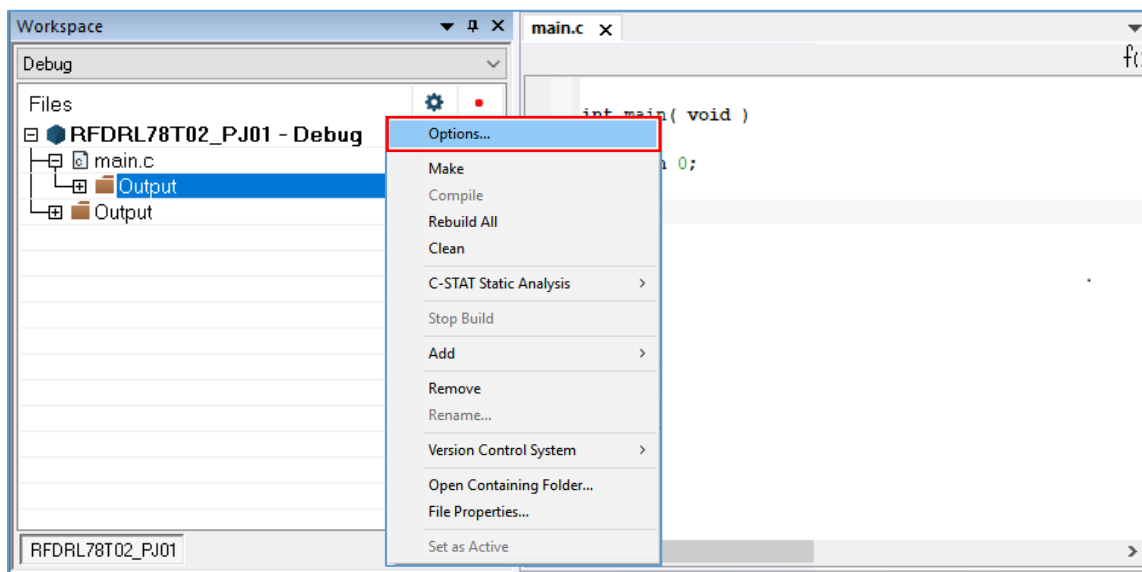 Workspace
main.c
Debug
Files
RFDRL78T02_PJ01 - Debug
main.c
Output
Output
Options...
Make
Compile
Rebuild All
Clean
C-STAT Static Analysis
Stop Build
Add
Remove
Rename...
Version Control System
Open Containing Folder...
File Properties...
Set as Active
int main( void )
0;
RFDRL78T02_PJ01